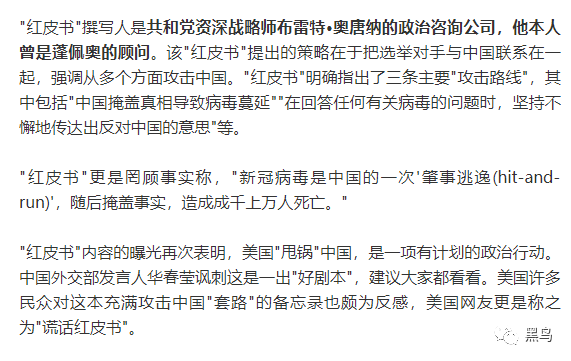 "红皮书"撰写人是共和党资深战略师布雷特•奥唐纳的政治咨询公司，他本人
曾是蓬佩奥的顾问。该"红皮书"提出的策略在于把选举对手与中国联系在一
起，强调从多个方面攻击中国。"红皮书"明确指出了三条主要"攻击路线"，其
中包括"中国掩盖真相导致病毒蔓延""在回答任何有关病毒的问题时，坚持不
懈地传达出反对中国的意思"等。
"红皮书"更是罔顾事实称，"新冠病毒是中国的一次'肇事逃逸(hit-and-
run)'，随后掩盖事实，造成成千上万人死亡。"
"红皮书"内容的曝光再次表明，美国"甩锅"中国，是一项有计划的政治行动。
中国外交部发言人华春莹讽刺这是一出"好剧本"，建议大家都看看。美国许多
民众对这本充满攻击中国"套路"的备忘录也颇为反感，美国网友更是称之
为"谎话红皮书"。
黑鸟